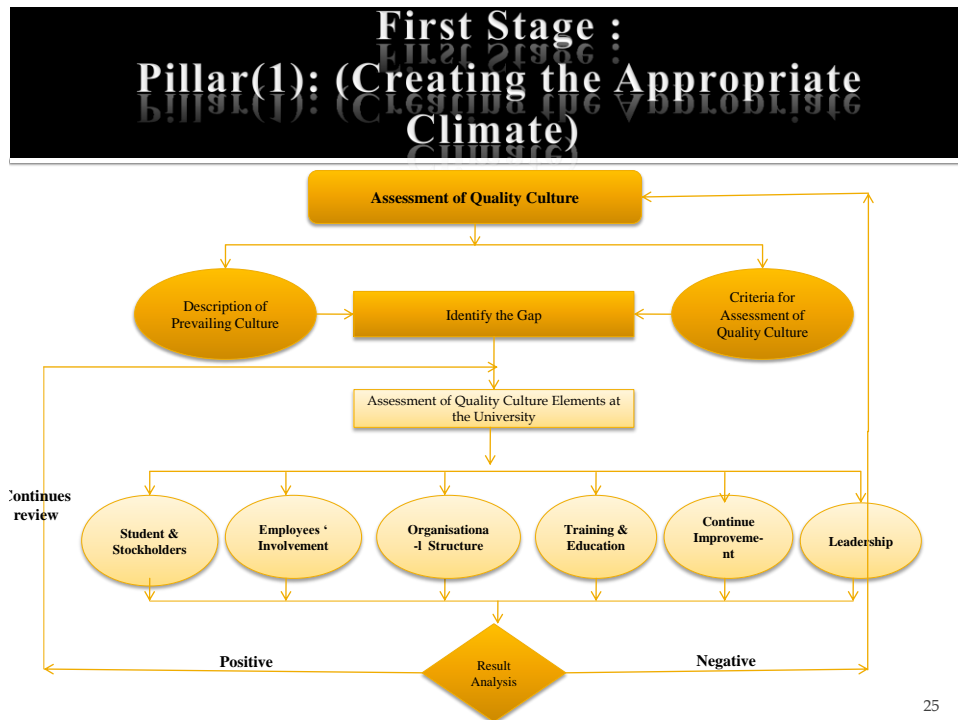 First Stage :
Pillar(1): (Creating the Appropriate
Climate)
Assessment of Quality Culture
Description of
Prevailing Culture
Identify the Gap
Criteria for
Assessment of
Quality Culture
Assessment of Quality Culture Elements at
the University
Continues
review
Student &
Stockholders
Employees ‘
Involvement
Organisationa
-l Structure
Training &
Education
Continue
Improveme-
nt
Leadership
Positive
Result
Analysis
Negative
25